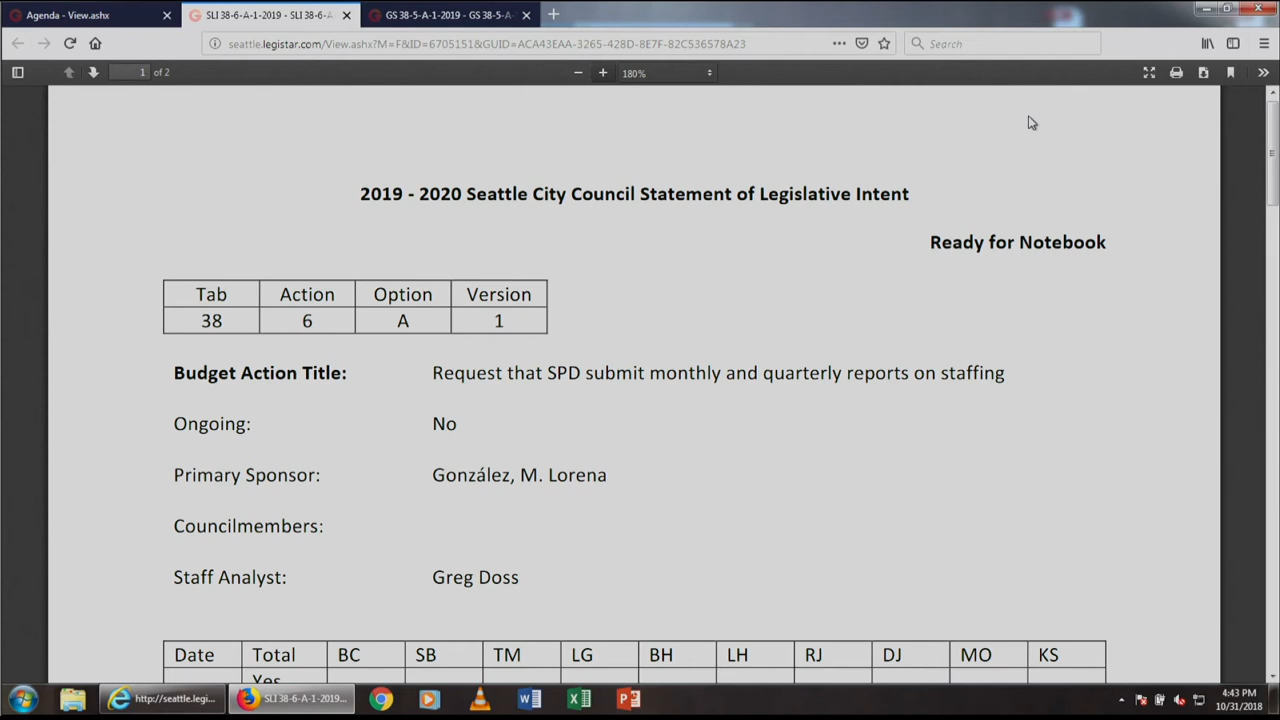 Agenda - View.ashx
SLI 38-6-A-1-2019 - SLI 38-6-A
GS 38-5-A-1-2019 - GS 38-5-A
seattle.legistar.com/View.ashx?M=F&ID=6705151&GUID=ACA43EAA-3265-428D-8E7F-82C536578A23
Search
1 of 2
180%
2019 - 2020 Seattle City Council Statement of Legislative Intent
Ready for Notebook
Tab Action Option Version
38 6 A 1
Budget Action Title: Request that SPD submit monthly and quarterly reports on staffing
Ongoing: No
Primary Sponsor: González, M. Lorena
Councilmembers:
Staff Analyst: Greg Doss
Date Total BC SB TM LG BH LH RJ DJ MO KS
Yes
http://seattle.legi...
SLI 38-6-A-1-2019...
4:43 PM
10/31/2018